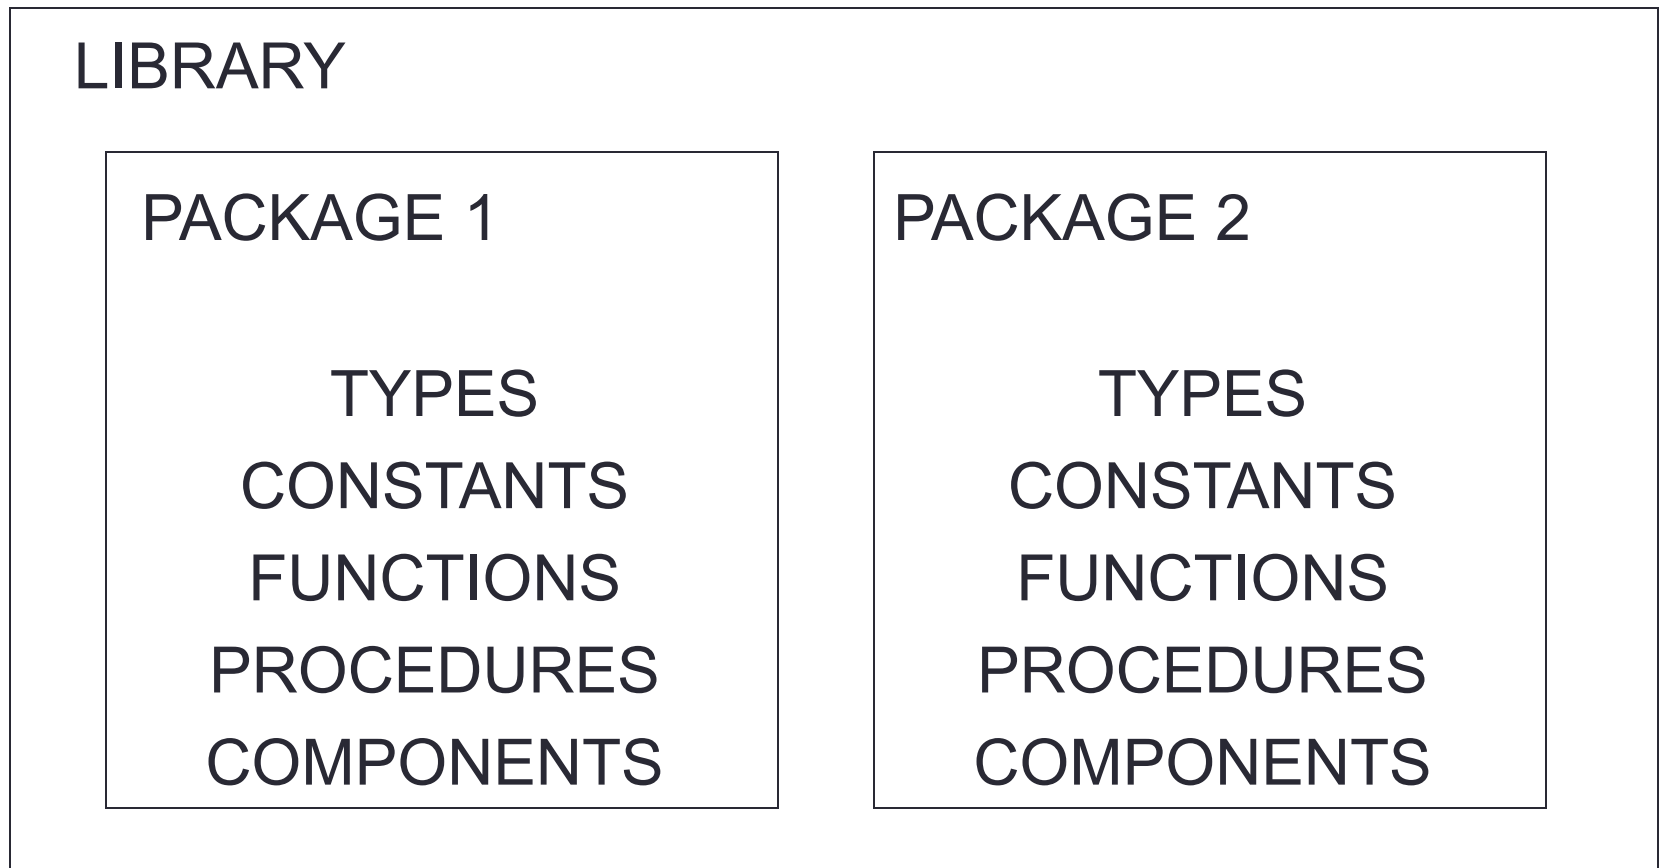 LIBRARY
PACKAGE 1
TYPES
CONSTANTS
FUNCTIONS
PROCEDURES
COMPONENTS
PACKAGE 2
TYPES
CONSTANTS
FUNCTIONS
PROCEDURES
COMPONENTS